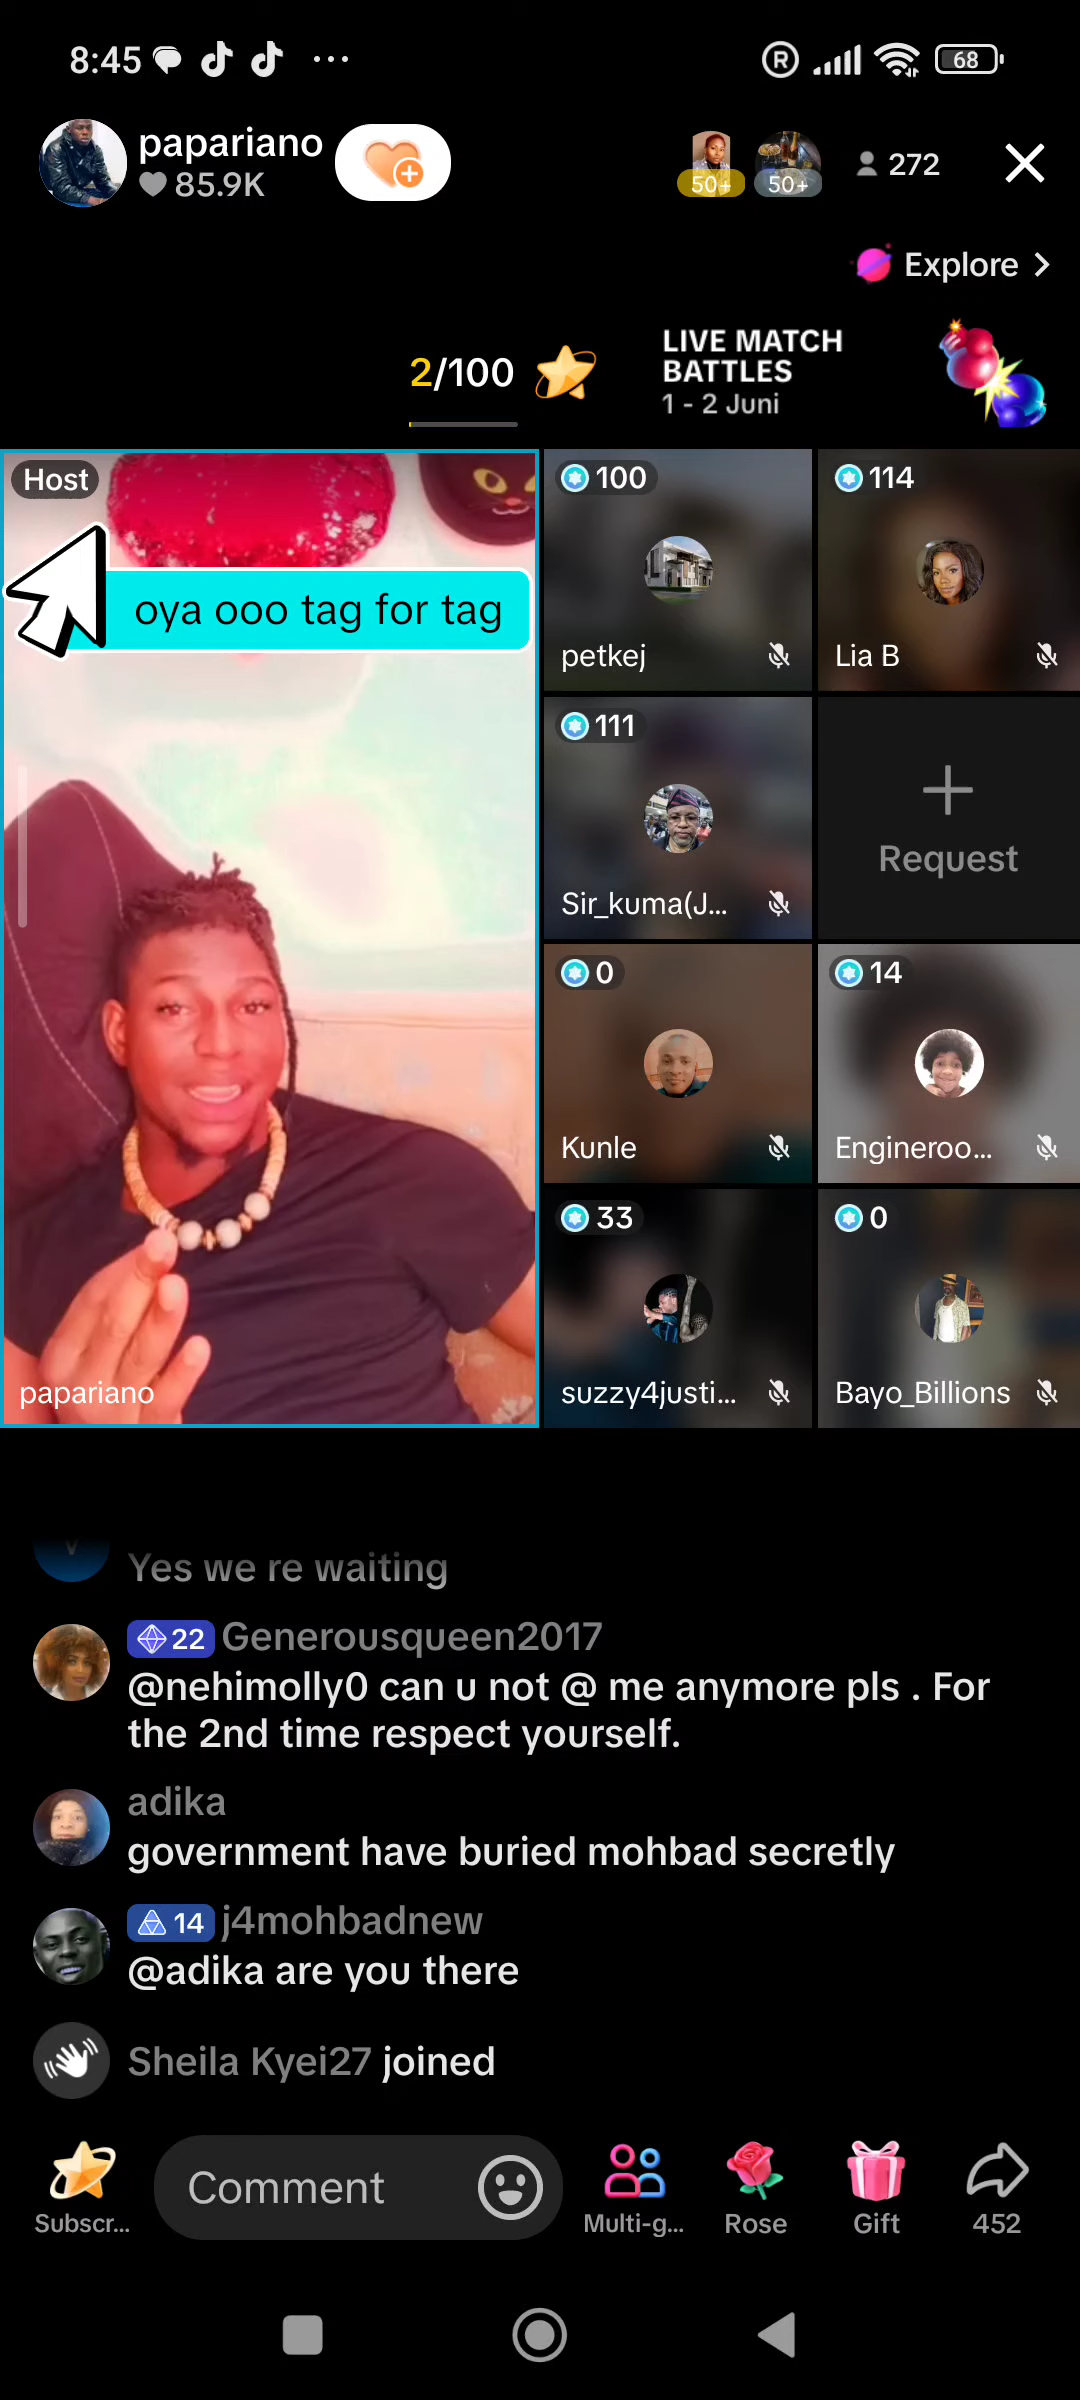 8:45
R
68
papariano
85.9K
50+
50+
272
Explore
2/100
LIVE MATCH
BATTLES
1 - 2 Juni
Host
oya ooo tag for tag
papariano
100
petkej
114
Lia B
111
Sir_kuma(J...
Request
0
Kunle
14
Engineroo...
33
suzzy4justi...
0
Bayo_Billions
Yes we re waiting
22 Generousqueen2017
@nehimolly0 can u not @ me anymore pls . For
the 2nd time respect yourself.
adika
government have buried mohbad secretly
14 j4mohbadnew
@adika are you there
Sheila Kyei27 joined
Subscr...
Comment
Multi-g...
Rose
Gift
452